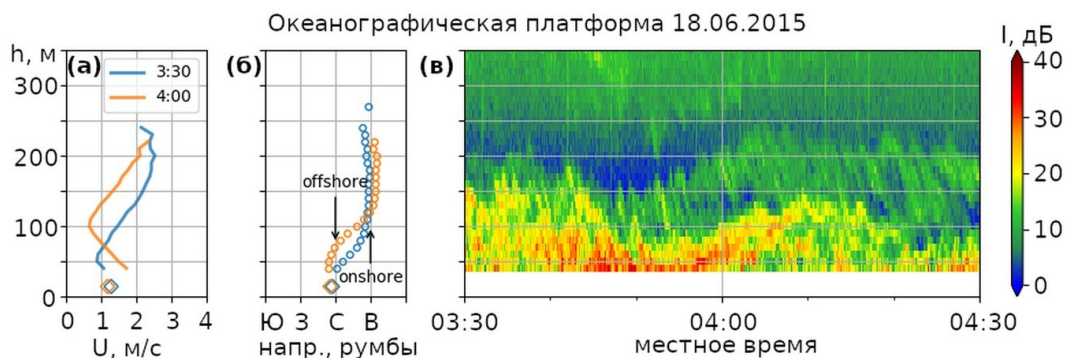 Океанографическая платформа 18.06.2015
h, м
(а)
3:30
4:00
(б)
(в)
I, дБ
300
200
100
0
0 1 2 3 4
U, м/с
offshore
onshore
Ю З С В
напр., румбы
03:30 04:00 04:30
местное время
40
30
20
10
0